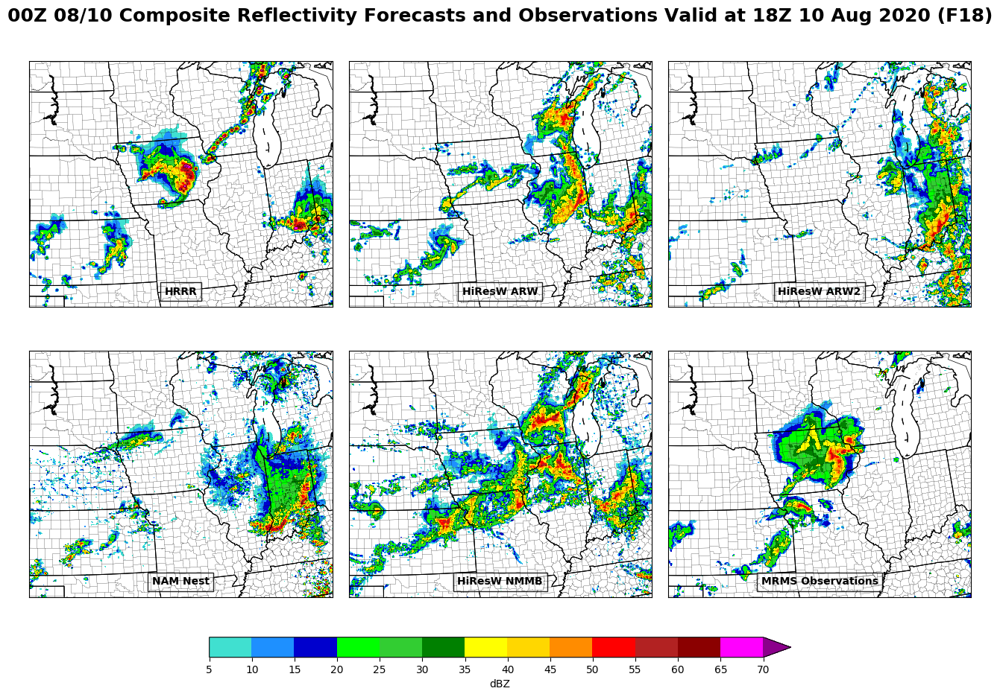 00Z 08/10 Composite Reflectivity Forecasts and Observations Valid at 18Z 10 Aug 2020 (F18)
HRRR
HiResW ARW
HiResW ARW2
NAM Nest
HiResW NMMB
MRMS Observations
5 10 15 20 25 30 35 40 45 50 55 60 65 70
dBZ